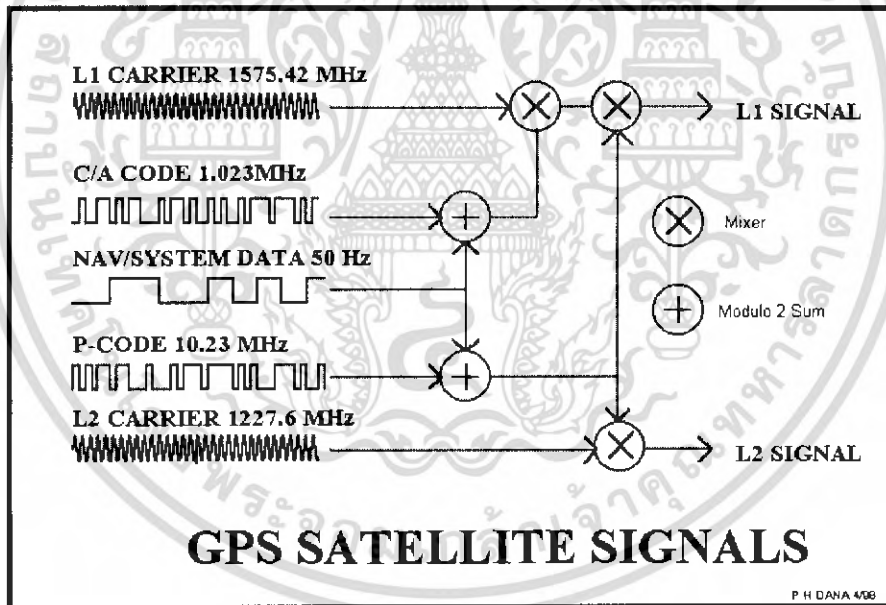 L1 CARRIER 1575.42 MHz
L1 SIGNAL
C/A CODE 1.023MHz
Mixer
NAV/SYSTEM DATA 50 Hz
Modulo 2 Sum
P-CODE 10.23 MHz
L2 CARRIER 1227.6 MHz
L2 SIGNAL
GPS SATELLITE SIGNALS
P H DANA 4/98